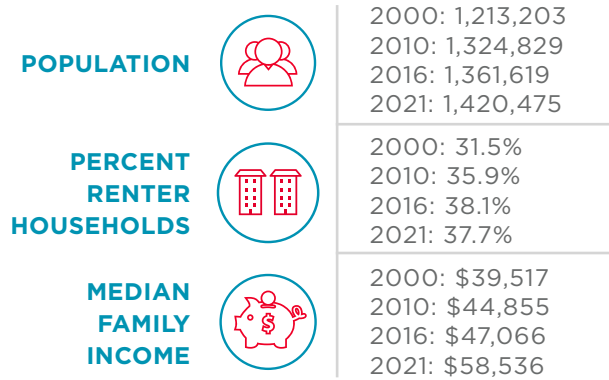 POPULATION
2000: 1,213,203
2010: 1,324,829
2016: 1,361,619
2021: 1,420,475
PERCENT
RENTER
HOUSEHOLDS
2000: 31.5%
2010: 35.9%
2016: 38.1%
2021: 37.7%
MEDIAN
FAMILY
INCOME
$
2000: $39,517
2010: $44,855
2016: $47,066
2021: $58,536